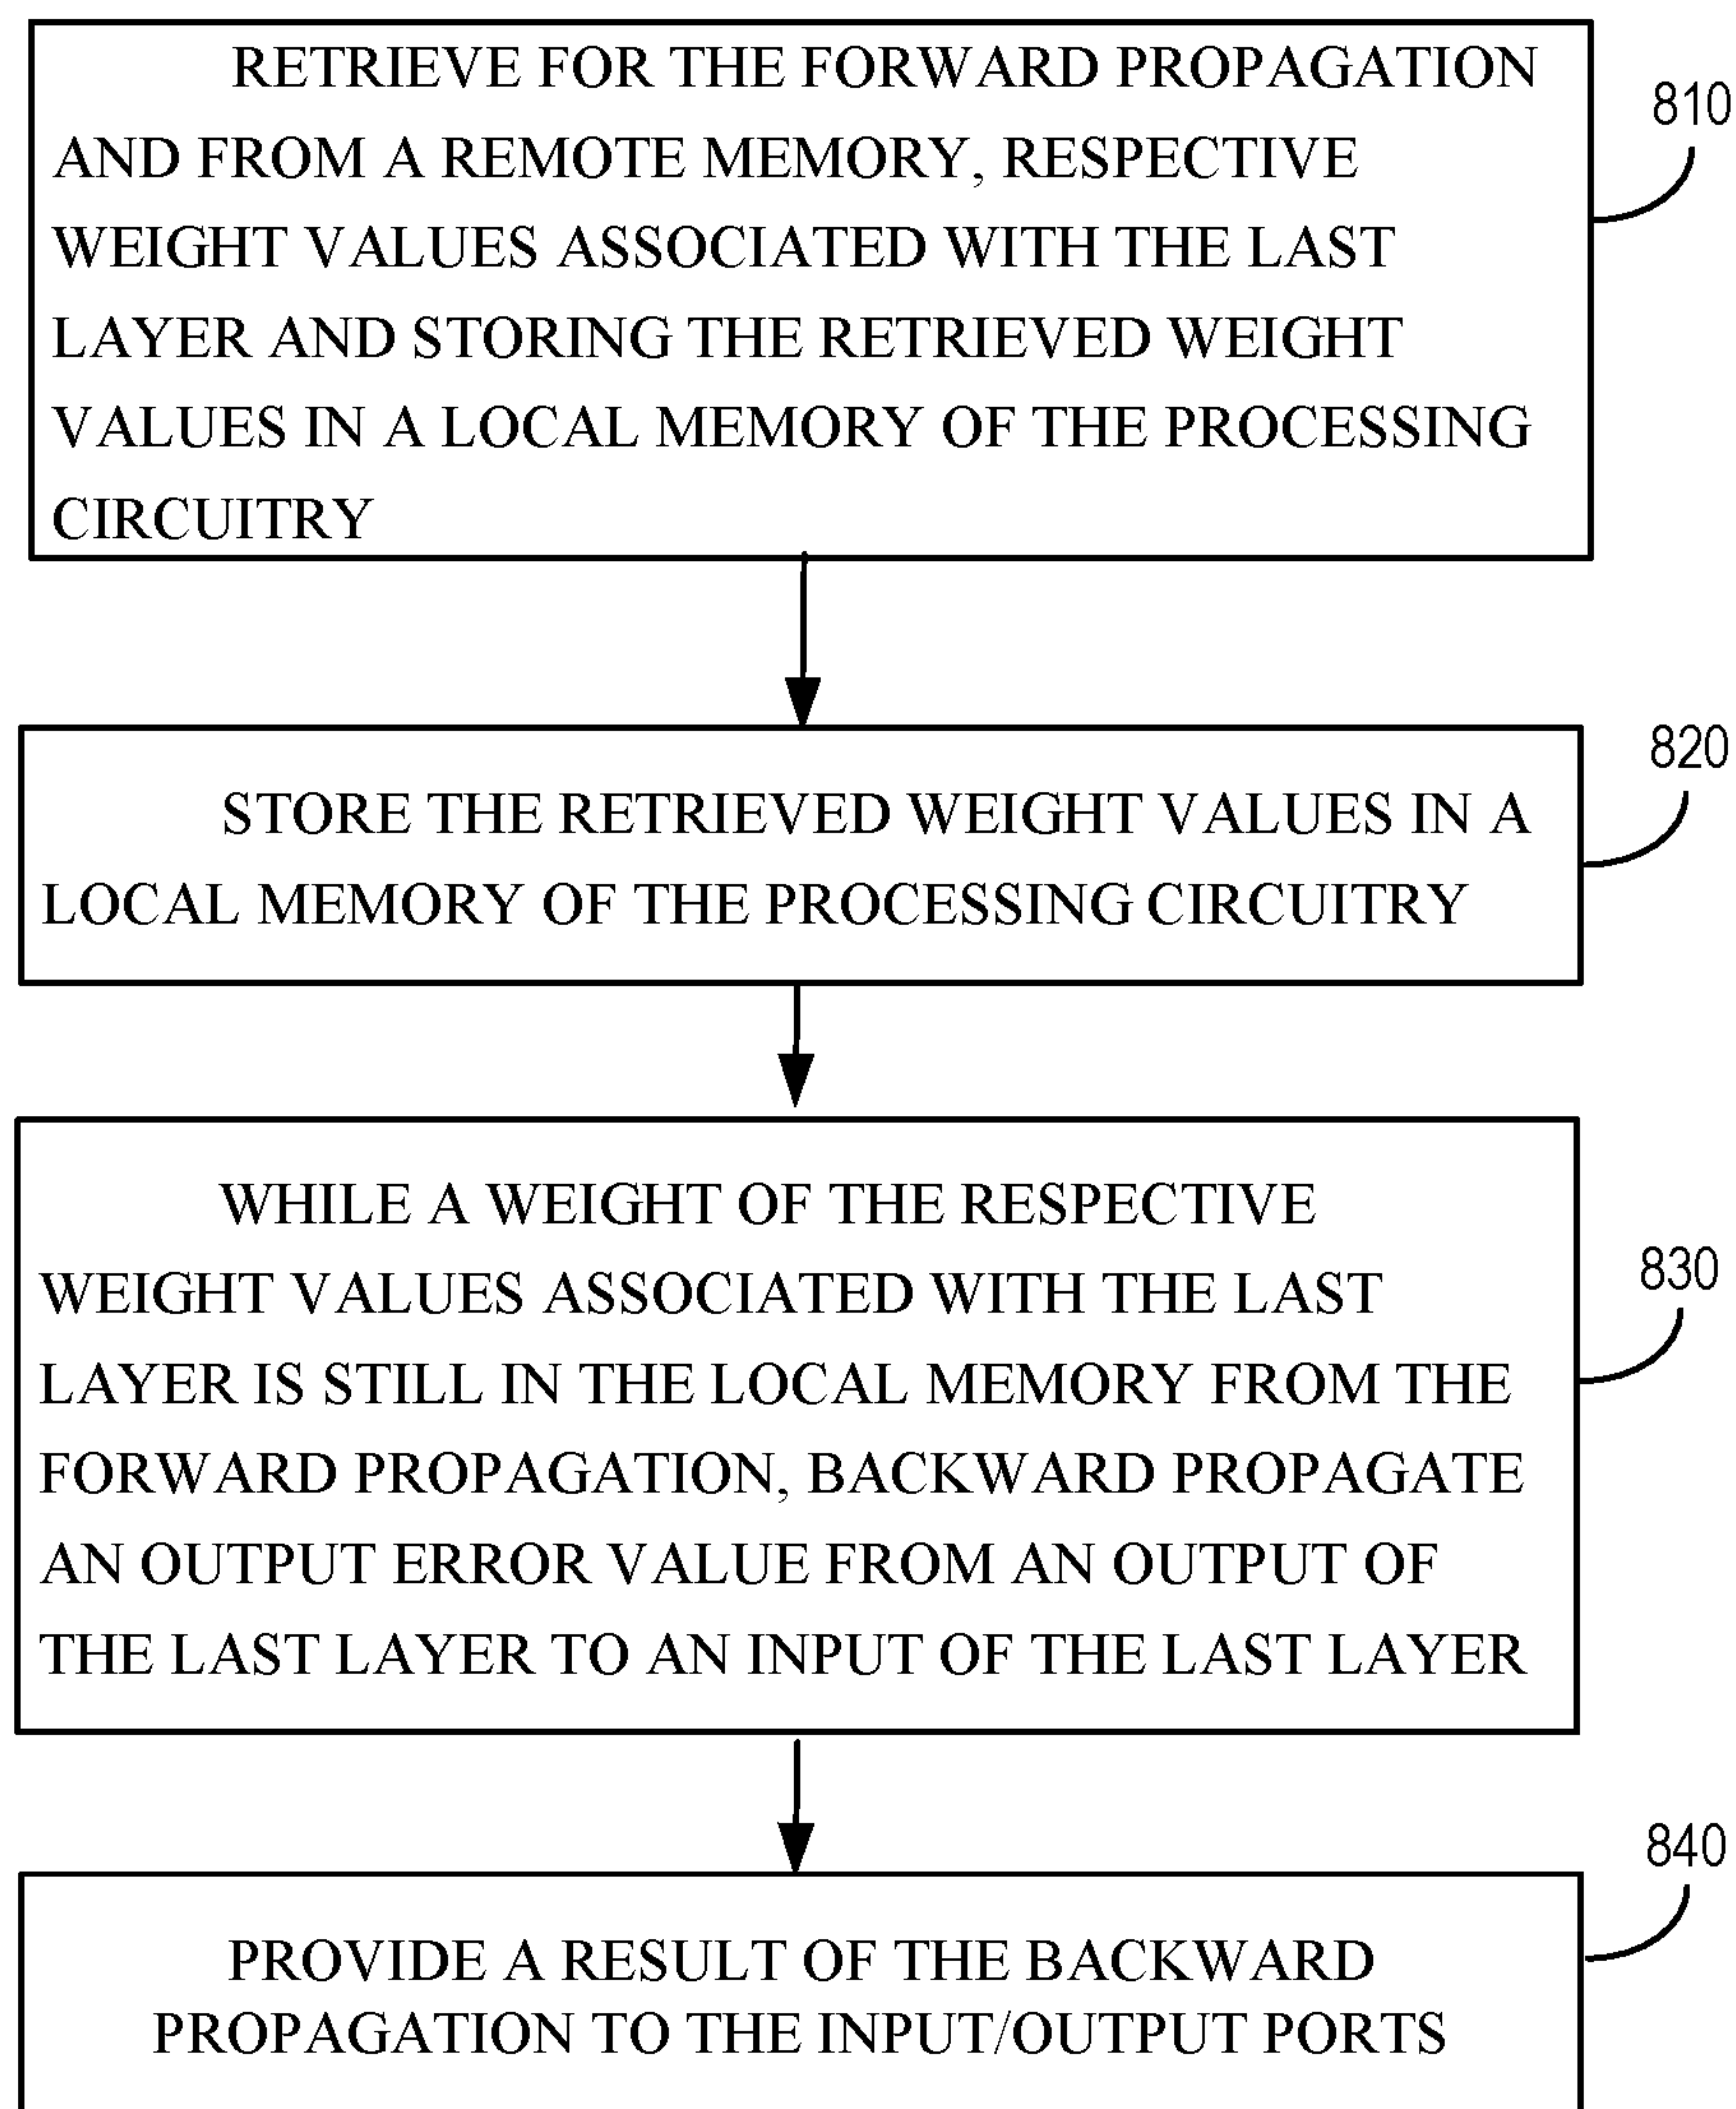 RETRIEVE FOR THE FORWARD PROPAGATION
AND FROM A REMOTE MEMORY, RESPECTIVE
WEIGHT VALUES ASSOCIATED WITH THE LAST
LAYER AND STORING THE RETRIEVED WEIGHT
VALUES IN A LOCAL MEMORY OF THE PROCESSING
CIRCUITRY
810
STORE THE RETRIEVED WEIGHT VALUES IN A
LOCAL MEMORY OF THE PROCESSING CIRCUITRY
820
WHILE A WEIGHT OF THE RESPECTIVE
WEIGHT VALUES ASSOCIATED WITH THE LAST
LAYER IS STILL IN THE LOCAL MEMORY FROM THE
FORWARD PROPAGATION, BACKWARD PROPAGATE
AN OUTPUT ERROR VALUE FROM AN OUTPUT OF
THE LAST LAYER TO AN INPUT OF THE LAST LAYER
830
PROVIDE A RESULT OF THE BACKWARD
PROPAGATION TO THE INPUT/OUTPUT PORTS
840